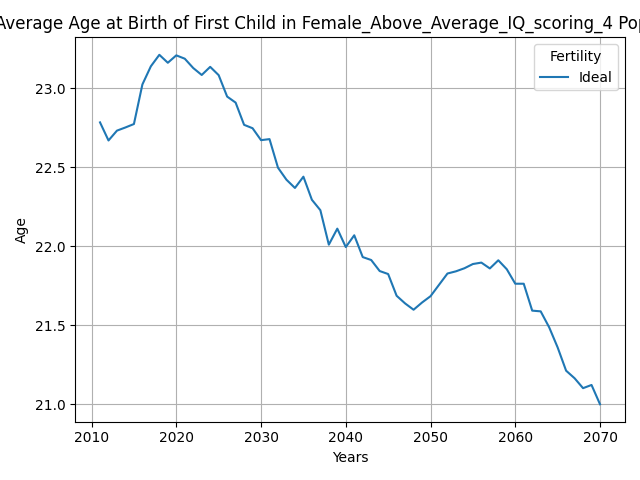 Average Age at Birth of First Child in Female_Above_Average_IQ_scoring_4
Fertility
Ideal
23.0
22.5
22.0
21.5
21.0
Age
2010 2020 2030 2040 2050 2060 2070
Years